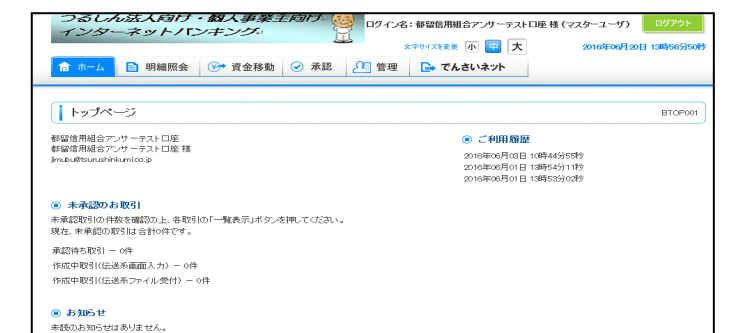 つるしん法人向け・個人事業主向け
インターネットバンキング
ログイン名：都留信用組合アンサーテスト口座 様 (マスターユーザ)
ログアウト
文字サイズを変更 小 中 大
2016年06月20日 13時56分50秒
ホーム 明細照会 資金移動 承認 管理 でんさいネット
トップページ
BTOP001
都留信用組合アンサーテスト口座
都留信用組合アンサーテスト口座 様
jimubu@tsurushinkumi.co.jp
ご利用履歴
2016年06月03日 10時44分55秒
2016年06月01日 13時54分11秒
2016年06月01日 13時53分02秒
未承認のお取引
未承認取引の件数を確認の上、各取引の「一覧表示」ボタンを押してください。
現在、未承認の取引は合計0件です。
承認待ち取引 － 0件
作成中取引(伝送系画面入力) － 0件
作成中取引(伝送系ファイル受付) － 0件
お知らせ
未読のお知らせはありません。